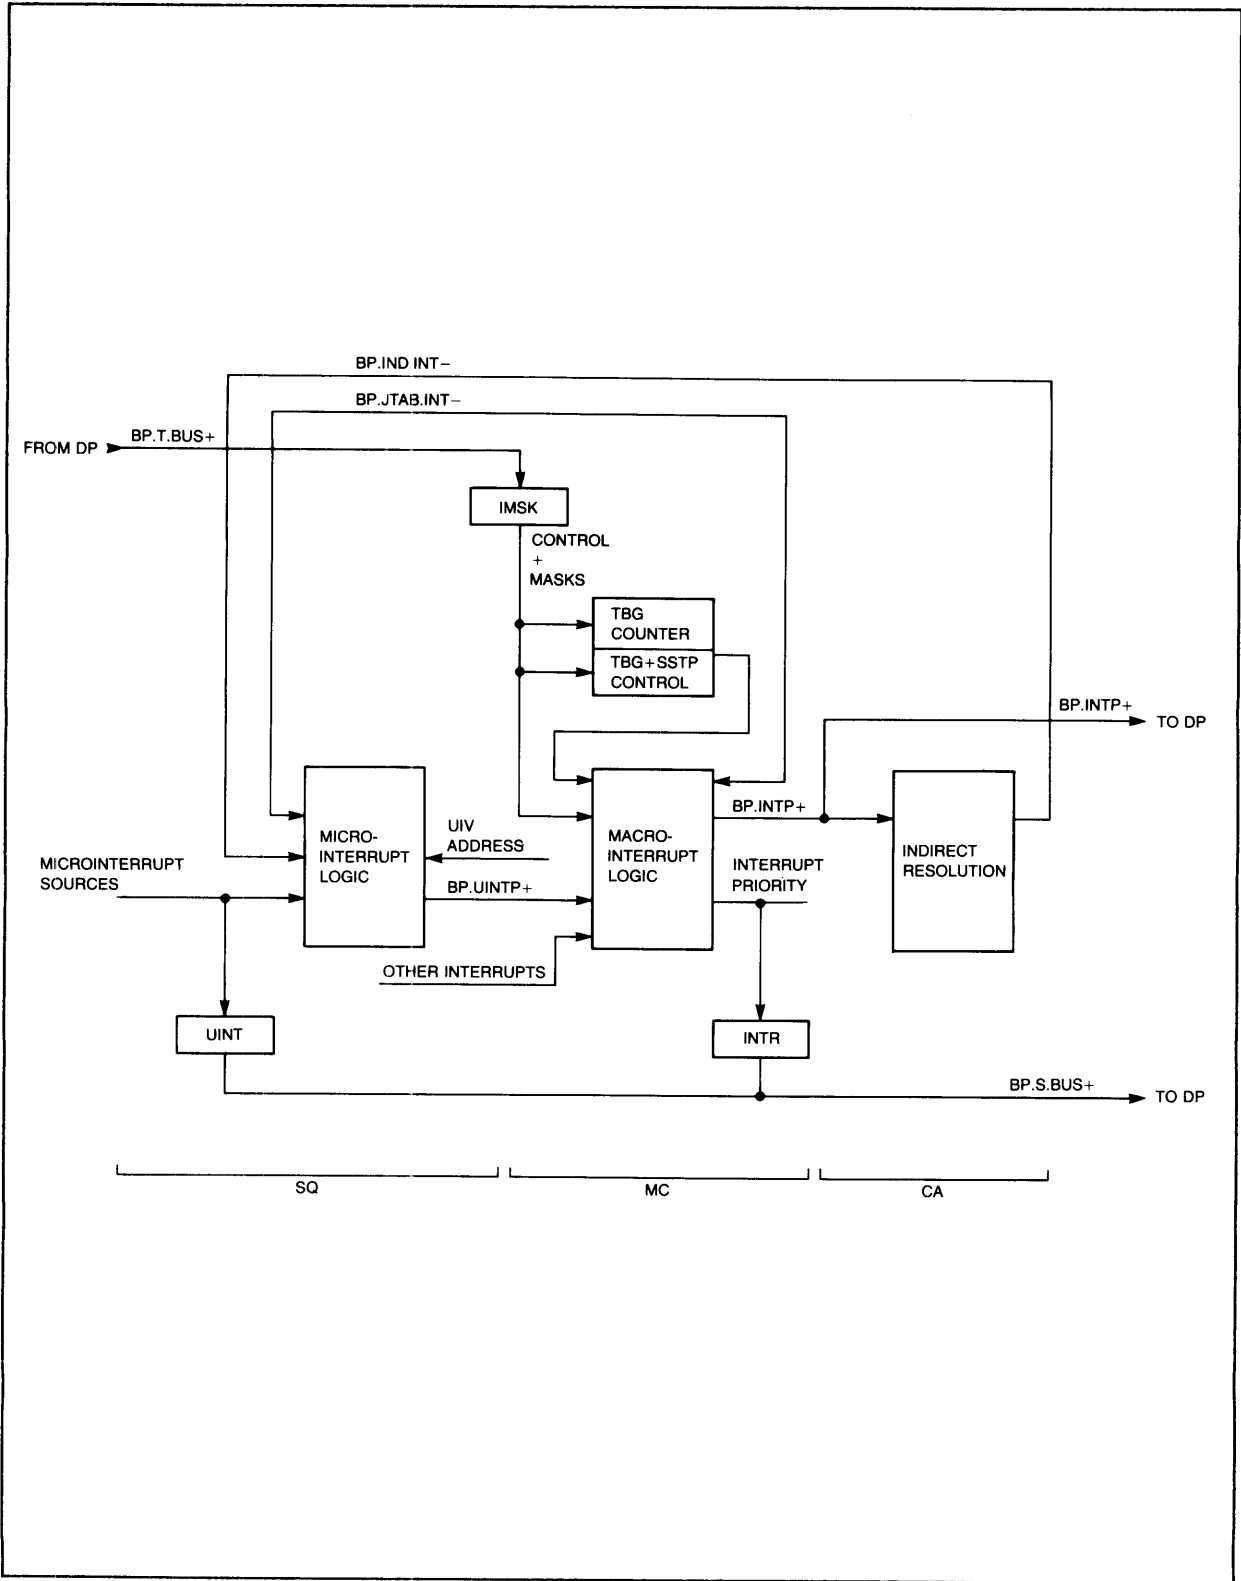 BP.IND INT−
BP.JTAB.INT−
FROM DP
BP.T.BUS+
IMSK
CONTROL
+
MASKS
TBG
COUNTER
TBG+SSTP
CONTROL
BP.INTP+
TO DP
MICRO-
INTERRUPT
LOGIC
UIV
ADDRESS
BP.UINTP+
MACRO-
INTERRUPT
LOGIC
BP.INTP+
INTERRUPT
PRIORITY
INDIRECT
RESOLUTION
MICROINTERRUPT
SOURCES
OTHER INTERRUPTS
UINT
INTR
BP.S.BUS+
TO DP
SQ
MC
CA